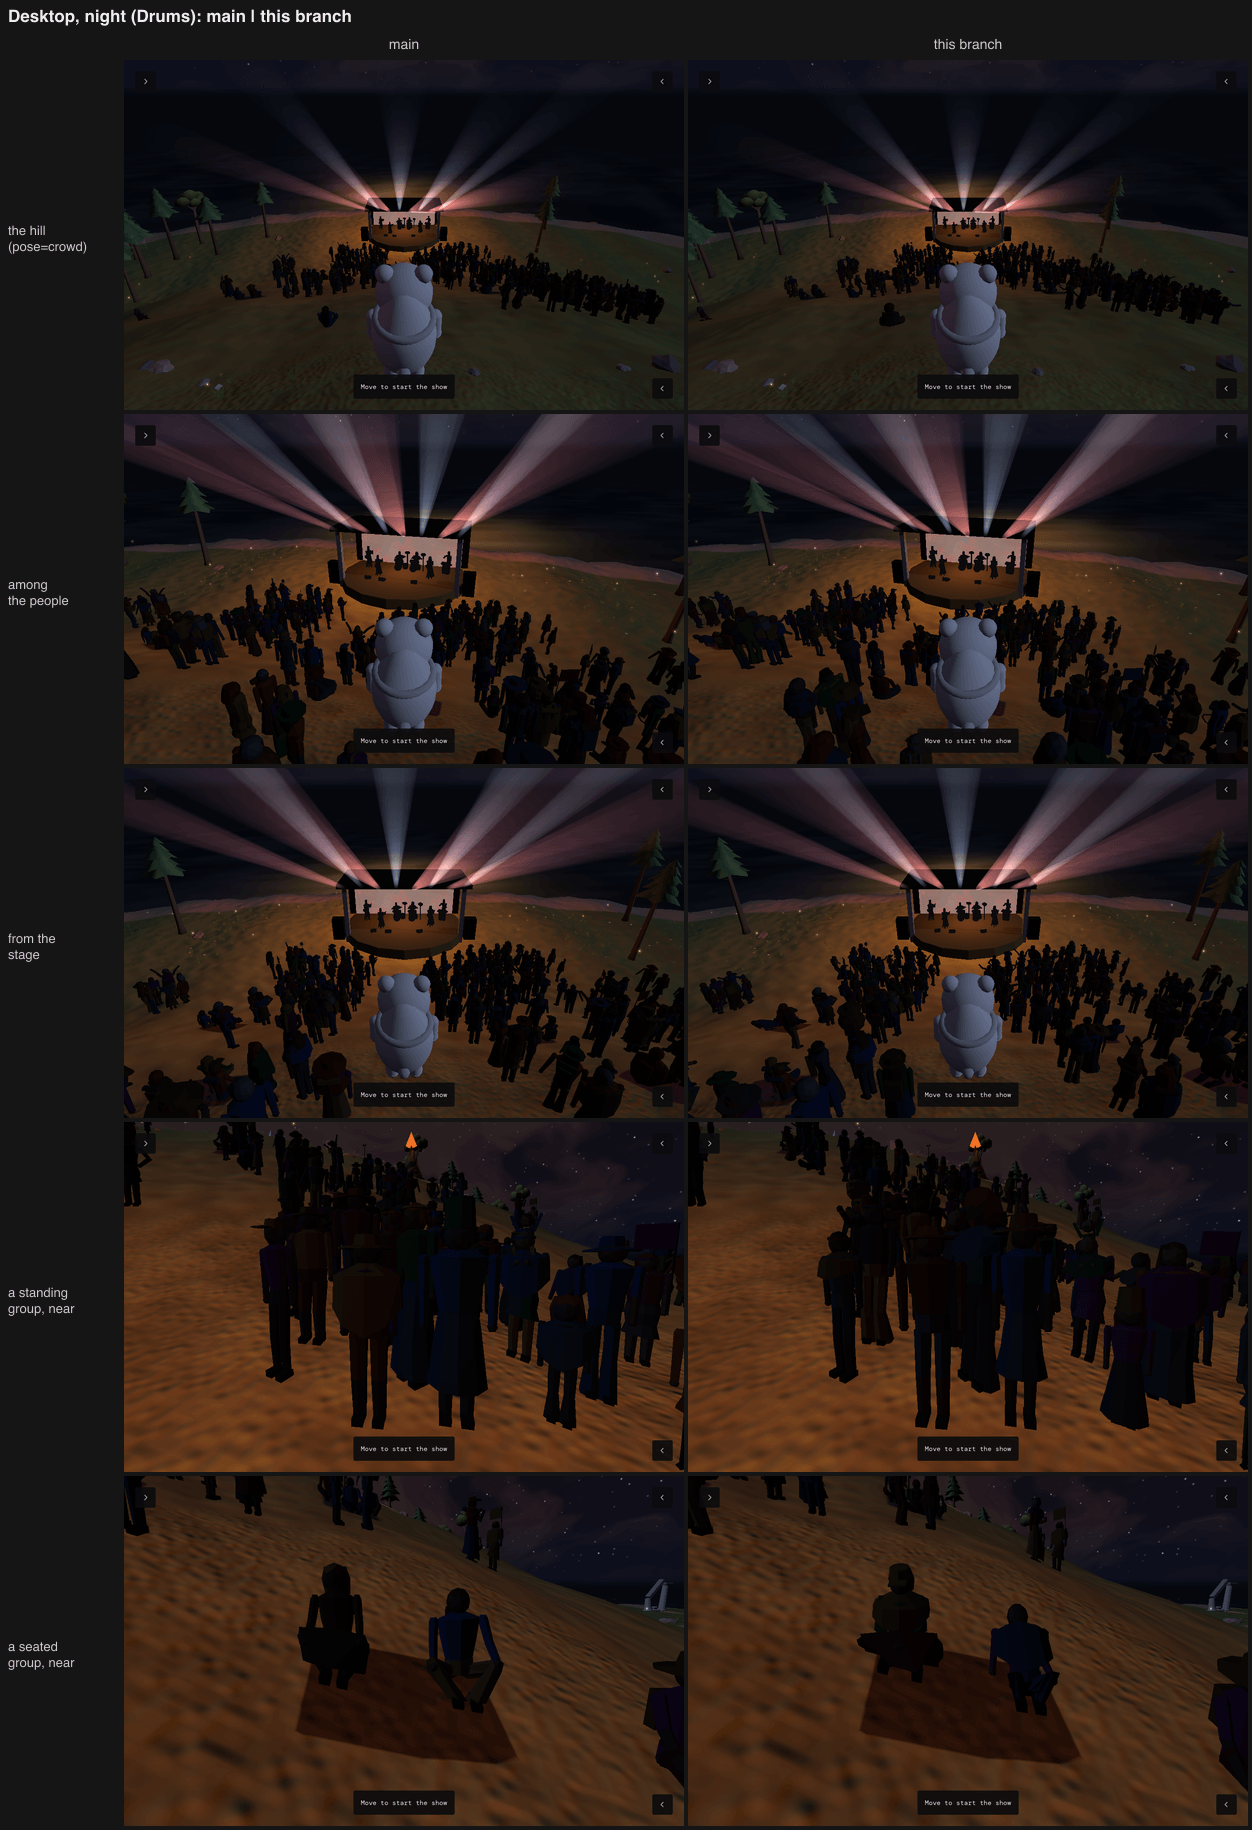 Desktop, night (Drums): main | this branch
main
this branch
the hill
(pose=crowd)
Move to start the show
Move to start the show
among
the people
Move to start the show
Move to start the show
from the
stage
Move to start the show
Move to start the show
a standing
group, near
Move to start the show
Move to start the show
a seated
group, near
Move to start the show
Move to start the show